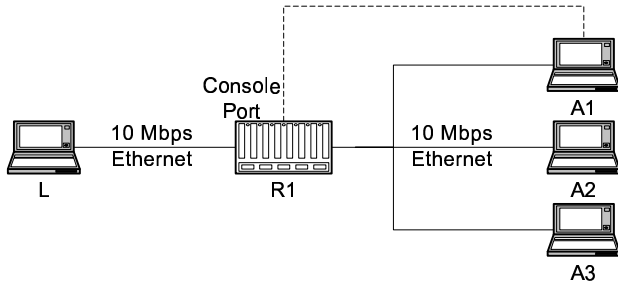 Console
Port
A1
10 Mbps
Ethernet
10 Mbps
Ethernet
L
R1
A2
A3